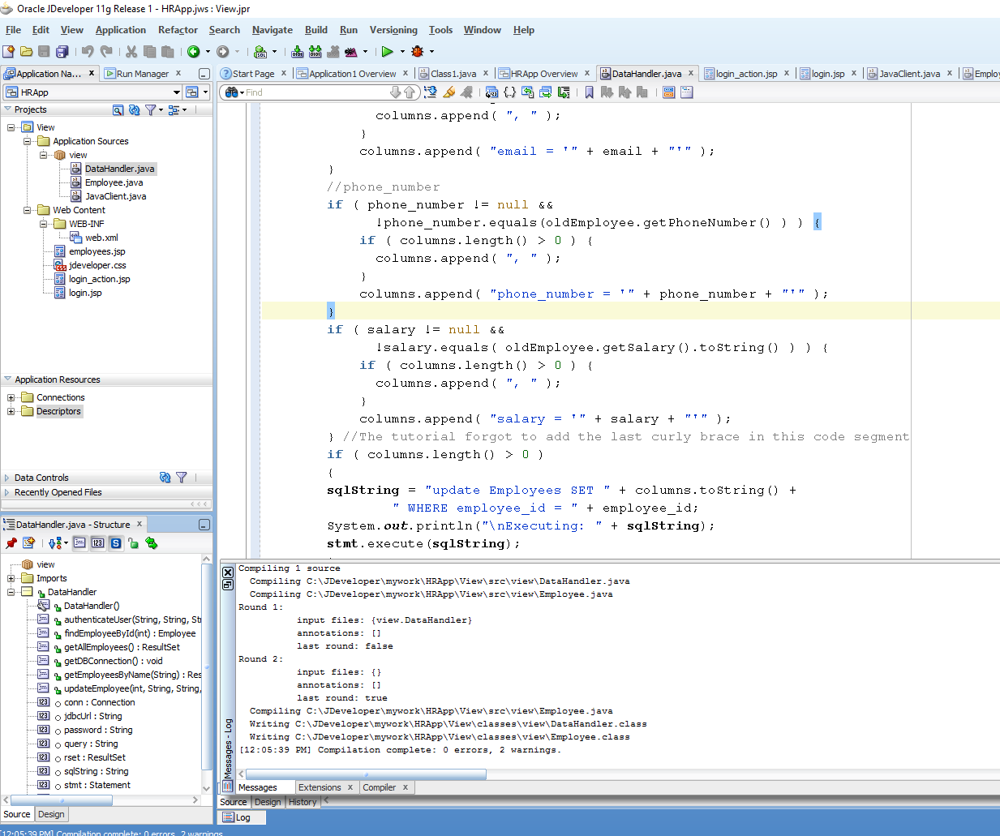 Oracle JDeveloper 11g Release 1 - HRApp.jws : View.jpr
File Edit View Application Refactor Search Navigate Build Run Versioning Tools Window Help
Application Na... x Run Manager x
Start Page x Application1 Overview x Class1.java x HRApp Overview x DataHandler.java x login_action.jsp x login.jsp x JavaClient.java x Emplo
HRApp
Find
Projects
View
Application Sources
view
DataHandler.java
Employee.java
JavaClient.java
Web Content
WEB-INF
web.xml
employees.jsp
jdeveloper.css
login_action.jsp
login.jsp
Application Resources
Connections
Descriptors
Data Controls
Recently Opened Files
columns.append( ", " );
}
columns.append( "email = '" + email + "'" );
}
//phone_number
if ( phone_number != null &&
!phone_number.equals(oldEmployee.getPhoneNumber() ) ) {
if ( columns.length() > 0 ) {
columns.append( ", " );
}
columns.append( "phone_number = '" + phone_number + "'" );
}
if ( salary != null &&
!salary.equals( oldEmployee.getSalary().toString() ) ) {
if ( columns.length() > 0 ) {
columns.append( ", " );
}
columns.append( "salary = '" + salary + "'" );
} //The tutorial forgot to add the last curly brace in this code segment
if ( columns.length() > 0 )
{
sqlString = "update Employees SET " + columns.toString() +
" WHERE employee_id = " + employee_id;
System.out.println("\nExecuting: " + sqlString);
stmt.execute(sqlString);
DataHandler.java - Structure x
view
Imports
DataHandler
DataHandler()
authenticateUser(String, String, Str
findEmployeeById(int) : Employee
getAllEmployees() : ResultSet
getDBConnection() : void
getEmployeesByName(String) : Res
updateEmployee(int, String, String,
conn : Connection
jdbcUrl : String
password : String
query : String
rset : ResultSet
sqlString : String
stmt : Statement
Source Design
Messages - Log
Compiling 1 source
Compiling C:\JDeveloper\mywork\HRApp\View\src\view\DataHandler.java
Compiling C:\JDeveloper\mywork\HRApp\View\src\view\Employee.java
Round 1:
input files: {view.DataHandler}
annotations: []
last round: false
Round 2:
input files: {}
annotations: []
last round: true
Compiling C:\JDeveloper\mywork\HRApp\View\src\view\Employee.java
Writing C:\JDeveloper\mywork\HRApp\View\classes\view\DataHandler.class
Writing C:\JDeveloper\mywork\HRApp\View\classes\view\Employee.class
[12:05:39 PM] Compilation complete: 0 errors, 2 warnings.
Messages Extensions x Compiler x
Source Design History
Log
[12:05:39 PM] Compilation complete: 0 errors, 2 warnings.